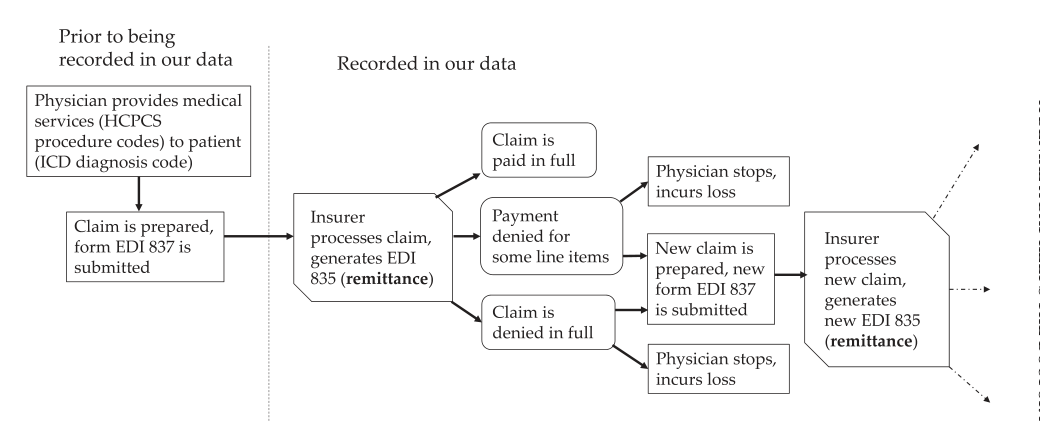 Prior to being
recorded in our data
Recorded in our data
Physician provides medical
services (HCPCS
procedure codes) to patient
(ICD diagnosis code)
Claim is prepared,
form EDI 837 is
submitted
Insurer
processes claim,
generates EDI
835 (remittance)
Claim is
paid in full
Payment
denied for
some line items
Claim is
denied in full
Physician stops,
incurs loss
New claim is
prepared, new
form EDI 837
is submitted
Physician stops,
incurs loss
Insurer
processes
new claim,
generates
new EDI 835
(remittance)